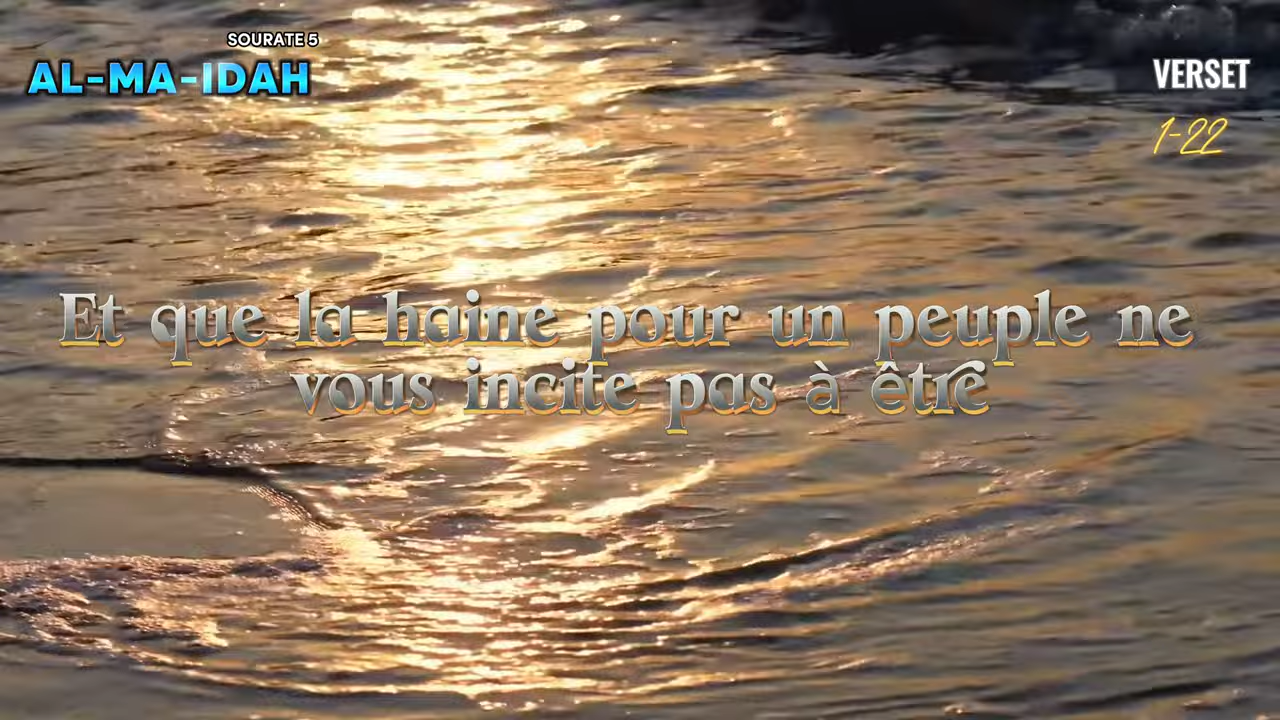 SOURATE 5
AL-MA-IDAH
VERSET
1-22
Et que la haine pour un peuple ne
vous incite pas à être